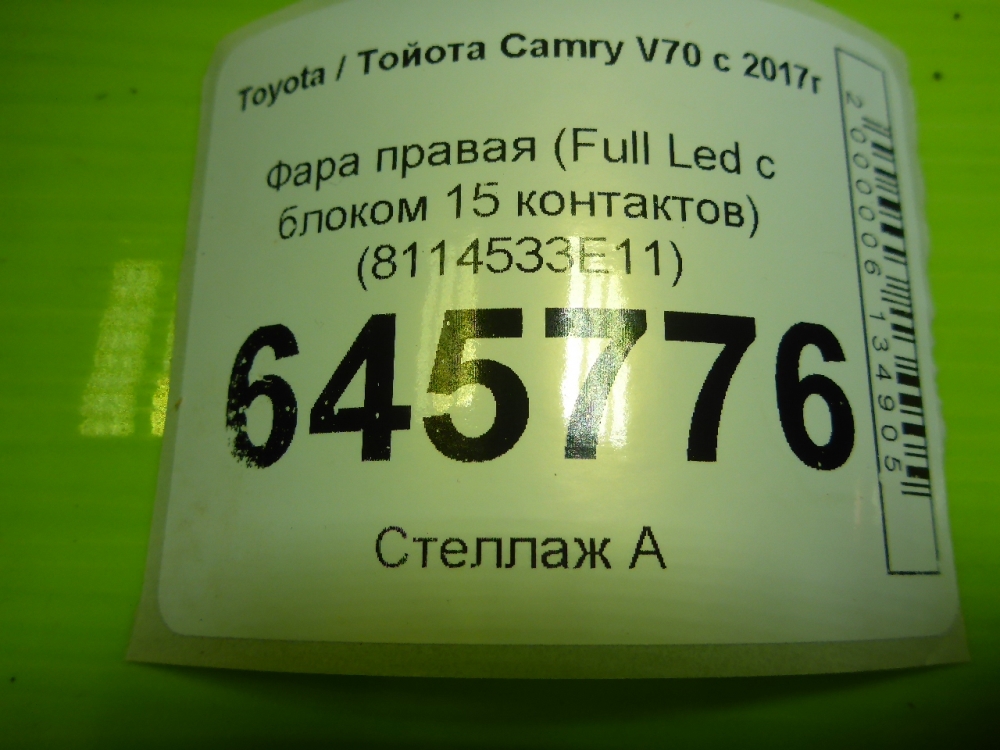 Toyota / Тойота Camry V70 с 2017г
Фара правая (Full Led с
блоком 15 контактов)
(8114533E11)
645776
Стеллаж А
2000006134905